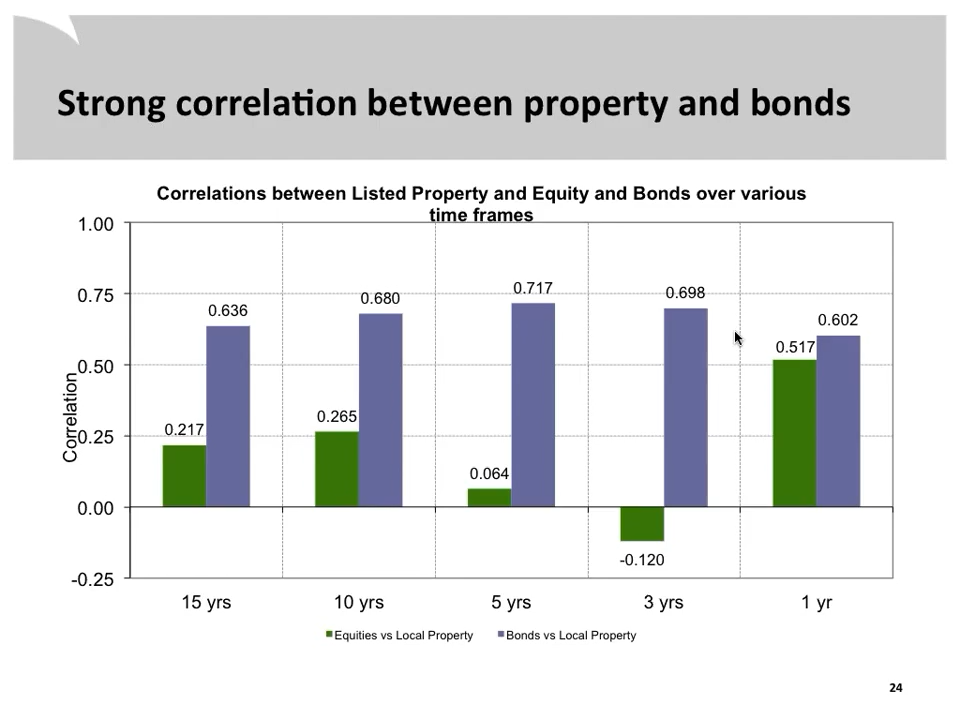 Strong correlation between property and bonds
Correlations between Listed Property and Equity and Bonds over various
time frames
Correlation
1.00
0.75
0.50
0.25
0.00
-0.25
0.217
0.636
0.265
0.680
0.064
0.717
-0.120
0.698
0.517
0.602
15 yrs
10 yrs
5 yrs
3 yrs
1 yr
Equities vs Local Property
Bonds vs Local Property
24